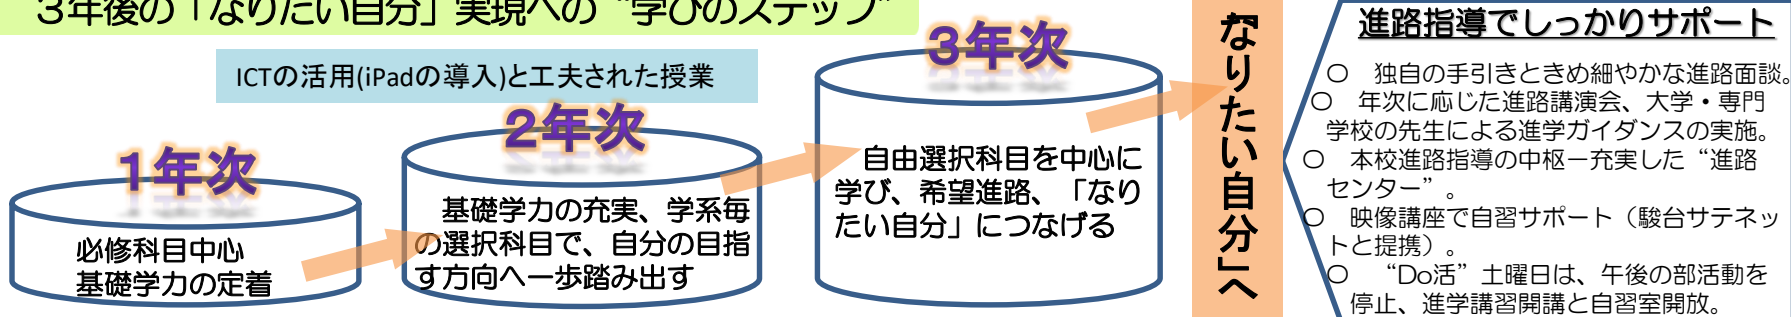 3年後の「なりたい自分」実現への“学びのステップ”
ICTの活用(iPadの導入)と工夫された授業
1年次
必修科目中心
基礎学力の定着
2年次
基礎学力の充実、学系毎
の選択科目で、自分の目指
す方向へ一歩踏み出す
3年次
自由選択科目を中心に
学び、希望進路、「なり
たい自分」につなげる
『なりたい自分』へ
進路指導でしっかりサポート
○ 独自の手引きときめ細やかな進路面談。
○ 年次に応じた進路講演会、大学・専門
学校の先生による進学ガイダンスの実施。
○ 本校進路指導の中枢ー充実した“進路
センター”。
○ 映像講座で自習サポート（駿台サテネッ
トと提携）。
○ “Do活”土曜日は、午後の部活動を
停止、進学講習開講と自習室開放。